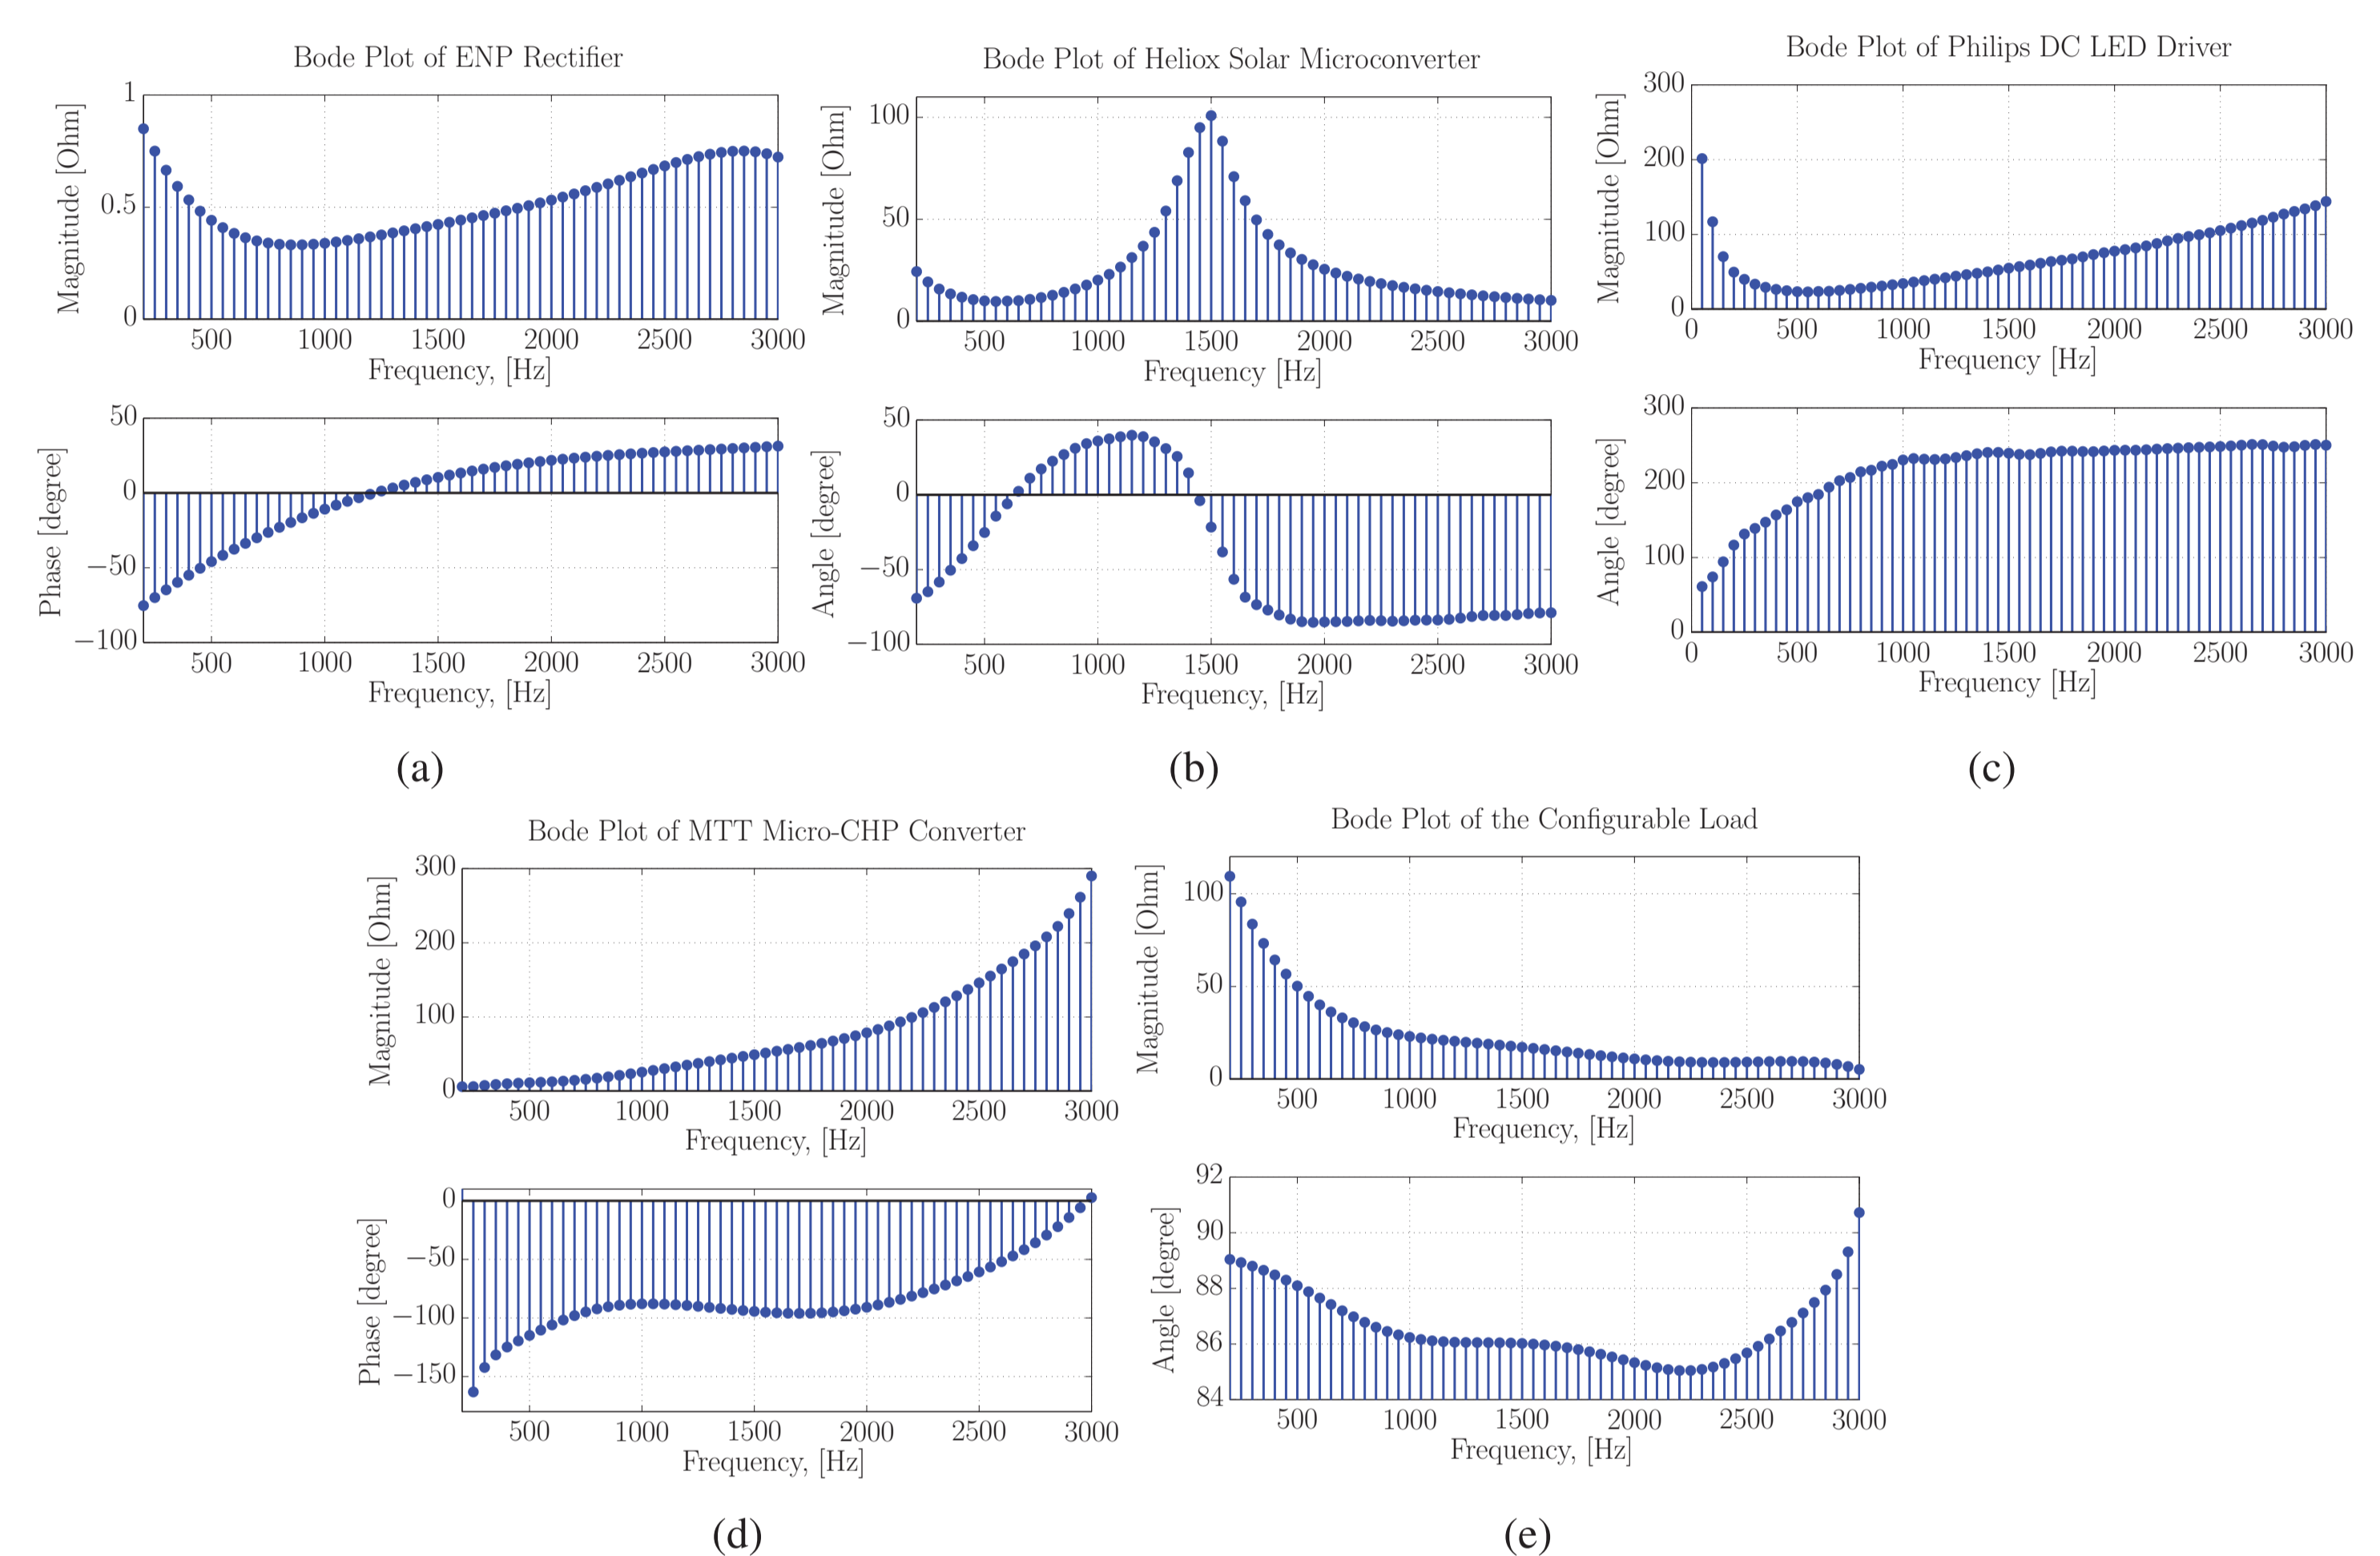 Bode Plot of ENP Rectifier
1
0.5
0
Magnitude [Ohm]
500 1000 1500 2000 2500 3000
Frequency, [Hz]
50
0
−50
−100
Phase [degree]
500 1000 1500 2000 2500 3000
Frequency, [Hz]
(a)
Bode Plot of Heliox Solar Microconverter
100
50
0
Magnitude [Ohm]
500 1000 1500 2000 2500 3000
Frequency [Hz]
50
0
−50
−100
Angle [degree]
500 1000 1500 2000 2500 3000
Frequency, [Hz]
(b)
Bode Plot of Philips DC LED Driver
300
200
100
0
Magnitude [Ohm]
0 500 1000 1500 2000 2500 3000
Frequency [Hz]
300
200
100
0
Angle [degree]
0 500 1000 1500 2000 2500 3000
Frequency [Hz]
(c)
Bode Plot of MTT Micro-CHP Converter
300
200
100
0
Magnitude [Ohm]
500 1000 1500 2000 2500 3000
Frequency, [Hz]
0
−50
−100
−150
Phase [degree]
500 1000 1500 2000 2500 3000
Frequency, [Hz]
(d)
Bode Plot of the Configurable Load
100
50
0
Magnitude [Ohm]
500 1000 1500 2000 2500 3000
Frequency, [Hz]
92
90
88
86
84
Angle [degree]
500 1000 1500 2000 2500 3000
Frequency, [Hz]
(e)